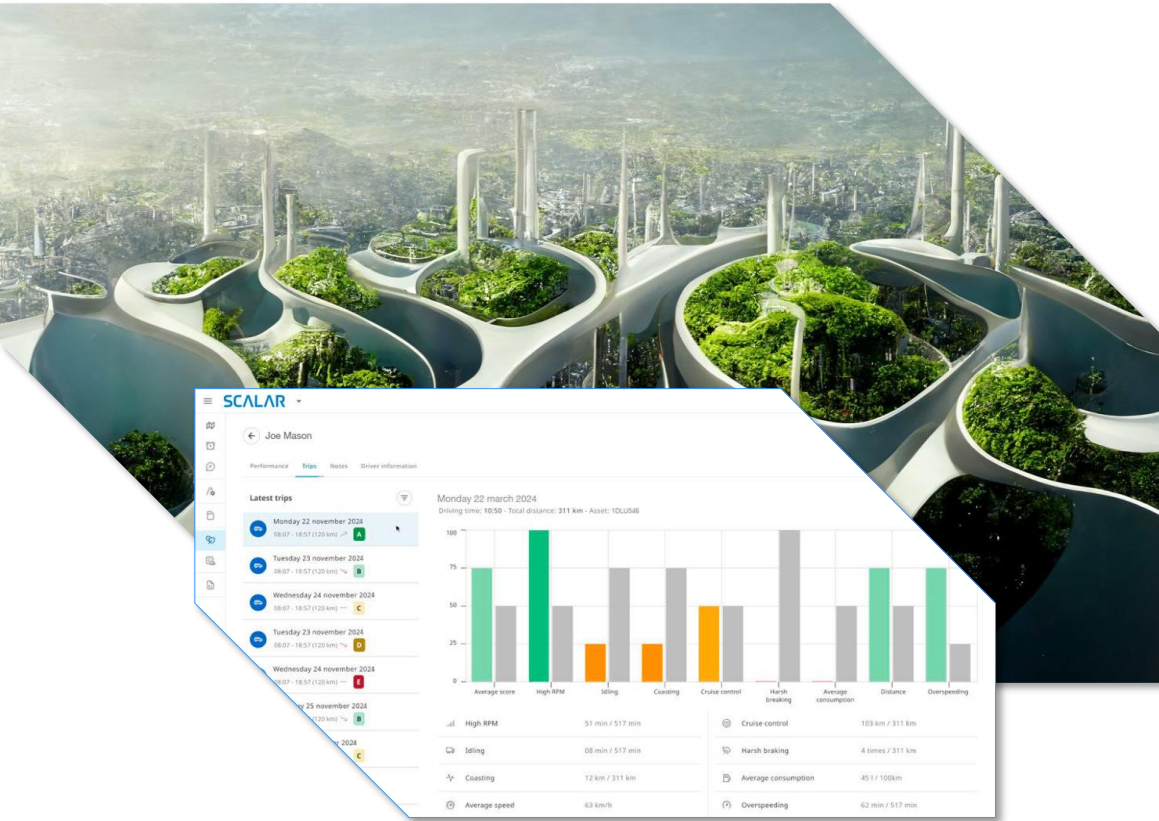 SCALAR
Joe Mason
Performance Trips Notes Driver information
Latest trips
Monday 22 november 2024
08:07 - 18:57 (120 km) A
Tuesday 23 november 2024
08:07 - 18:57 (120 km) B
Wednesday 24 november 2024
08:07 - 18:57 (120 km) C
Tuesday 23 november 2024
08:07 - 18:57 (120 km) D
Wednesday 24 november 2024
08:07 - 18:57 (120 km) E
25 november 2024
(120 km) B
2024
C
Monday 22 march 2024
Driving time: 10:50 - Total distance: 311 km - Asset: 1DLU546
100
75
50
25
0
Average score High RPM Idling Coasting Cruise control Harsh breaking Average consumption Distance Overspeeding
High RPM 51 min / 517 min
Idling 08 min / 517 min
Coasting 12 km / 311 km
Average speed 63 km/h
Cruise control 103 km / 311 km
Harsh braking 4 times / 311 km
Average consumption 45 l / 100km
Overspeeding 62 min / 517 min